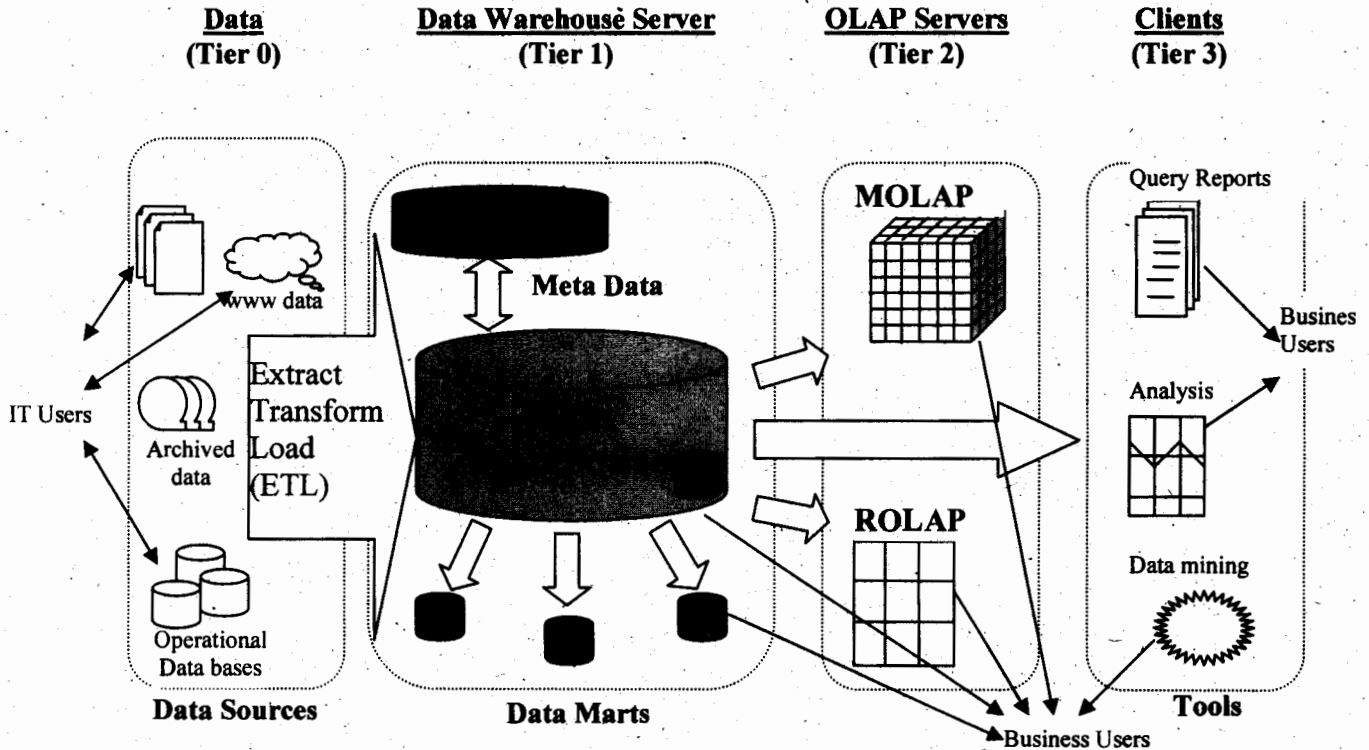 Data
(Tier 0)
Data Warehouse Server
(Tier 1)
OLAP Servers
(Tier 2)
Clients
(Tier 3)
www data
IT Users
Archived
data
Operational
Data bases
Data Sources
Extract
Transform
Load
(ETL)
Meta Data
Data Marts
MOLAP
ROLAP
Query Reports
Analysis
Data mining
Tools
Busines
Users
Business Users